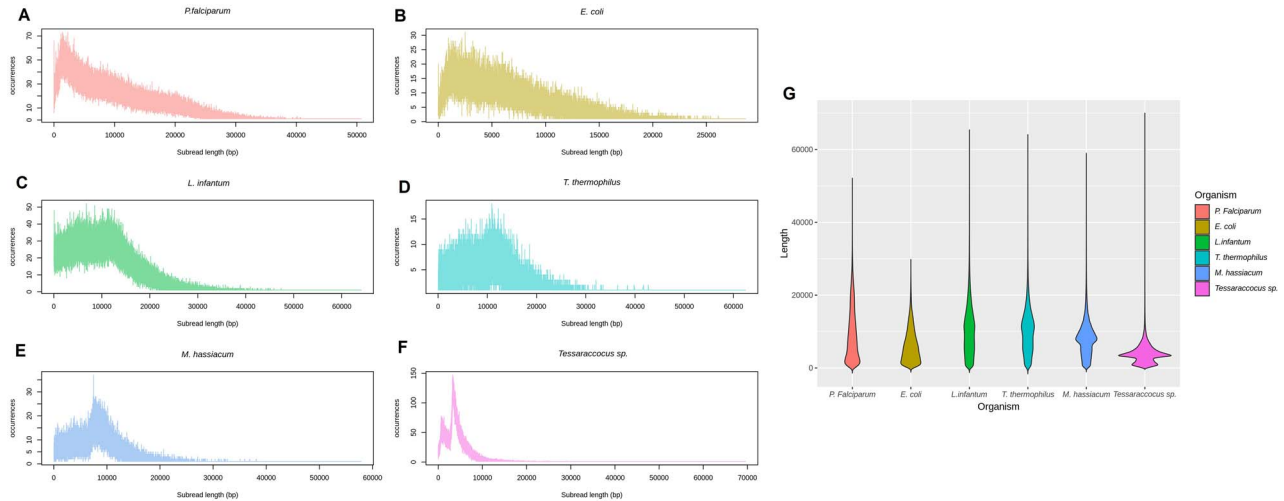 A
P.falciparum
occurrences
70
50
30
10
0
0 10000 20000 30000 40000 50000
Subread length (bp)
B
E. coli
occurrences
30
25
20
15
10
5
0
0 5000 10000 15000 20000 25000
Subread length (bp)
C
L. infantum
occurrences
50
40
30
20
10
0
0 10000 20000 30000 40000 50000 60000
Subread length (bp)
D
T. thermophilus
occurrences
15
10
5
0 10000 20000 30000 40000 50000 60000
Subread length (bp)
E
M. hassiacum
occurrences
30
20
10
5
0
0 10000 20000 30000 40000 50000 60000
Subread length (bp)
F
Tessaraccocus sp.
occurrences
150
100
50
0
0 10000 20000 30000 40000 50000 60000 70000
Subread length (bp)
G
Length
60000
40000
20000
0
P. Falciparum E. coli L.infantum T. thermophilus M. hassiacum Tessaraccocus sp.
Organism
Organism
P. Falciparum
E. coli
L.infantum
T. thermophilus
M. hassiacum
Tessaraccocus sp.